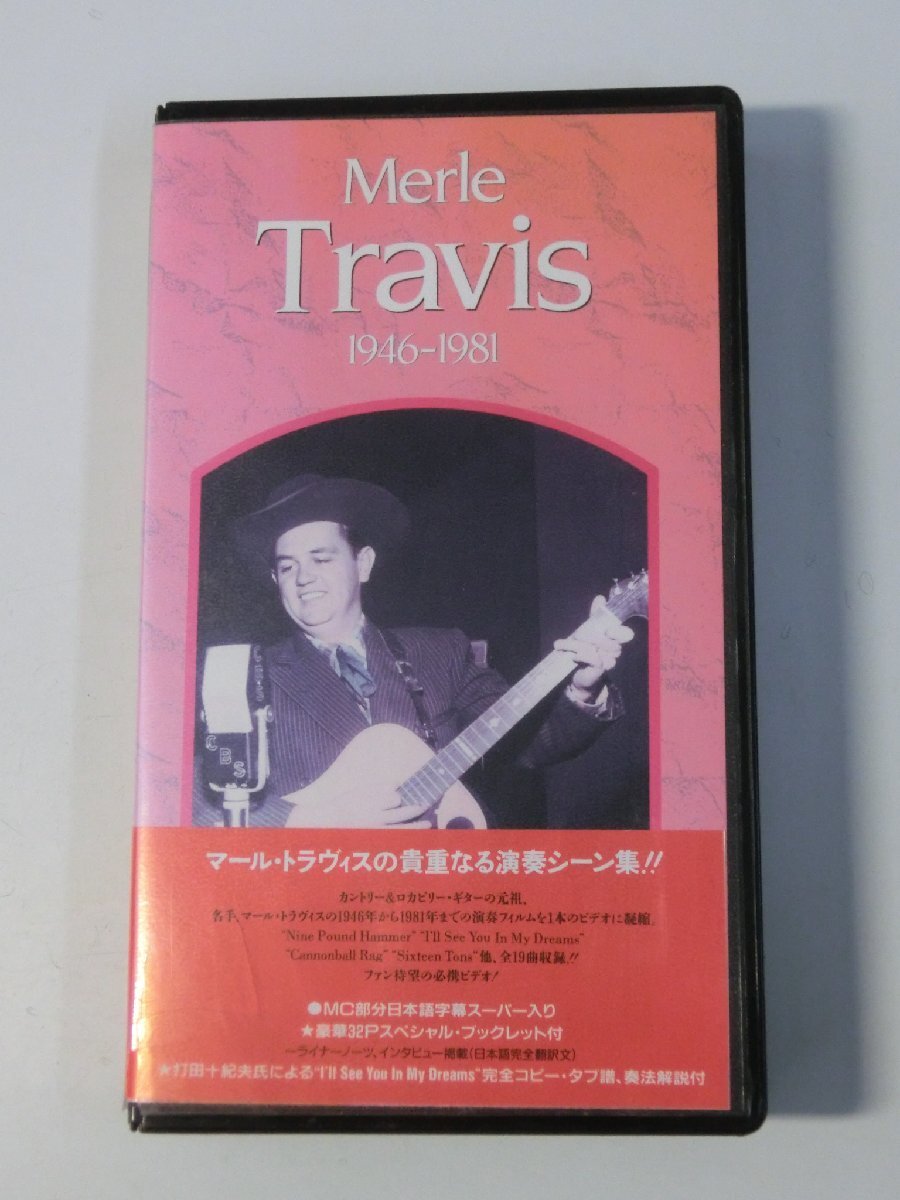 Merle
Travis
1946-1981
CBS
マール・トラヴィスの貴重なる演奏シーン集!!
カントリー&ロカビリー・ギターの元祖、
名手、マール・トラヴィスの1946年から1981年までの演奏フィルムを1本のビデオに凝縮。
"Nine Pound Hammer" "I'll See You In My Dreams"
"Cannonball Rag" "Sixteen Tons"他、全19曲収録!!
ファン待望の必携ビデオ!
●MC部分日本語字幕スーパー入り
★豪華32Pスペシャル・ブックレット付
ーライナーノーツ、インタビュー掲載(日本語完全翻訳文)
★打田十紀夫氏による"I'll See You In My Dreams"完全コピー・タブ譜、奏法解説付